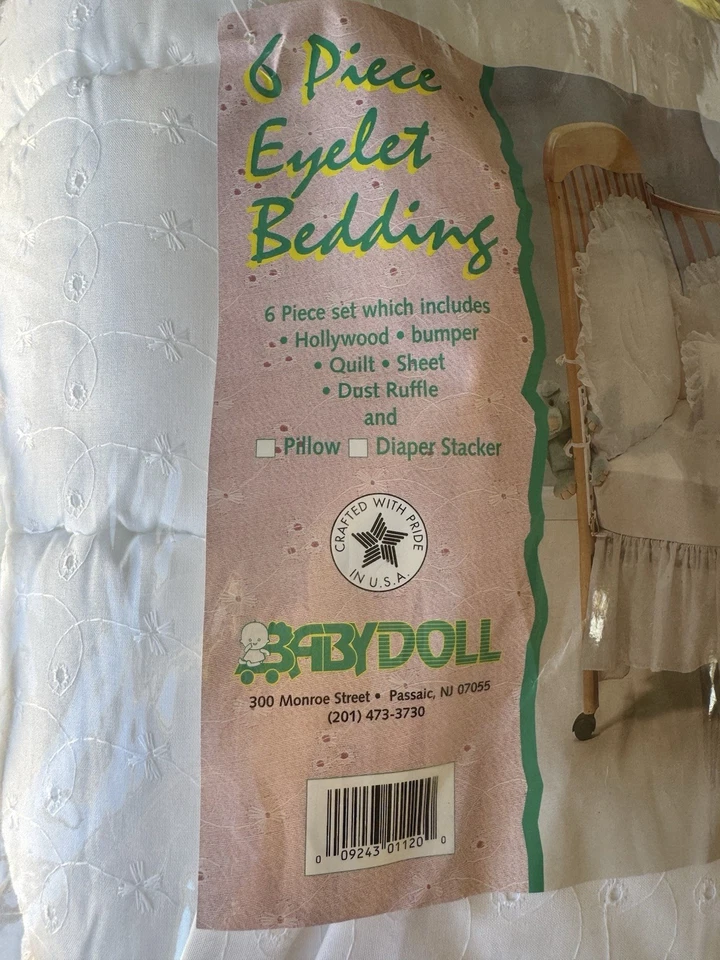 6 Piece
Eyelet
Bedding
6 Piece set which includes
• Hollywood • bumper
• Quilt • Sheet
• Dust Ruffle
and
☐ Pillow ☐ Diaper Stacker
CRAFTED WITH PRIDE
IN U.S.A.
BABYDOLL
300 Monroe Street • Passaic, NJ 07055
(201) 473-3730
0 09243 01120 0